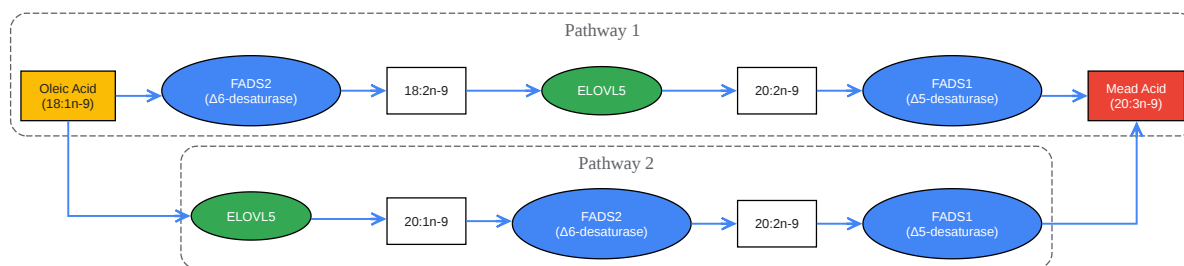 Pathway 1
Oleic Acid
(18:1n-9)
FADS2
(Δ6-desaturase)
18:2n-9
ELOVL5
20:2n-9
FADS1
(Δ5-desaturase)
Mead Acid
(20:3n-9)
Pathway 2
ELOVL5
20:1n-9
FADS2
(Δ6-desaturase)
20:2n-9
FADS1
(Δ5-desaturase)